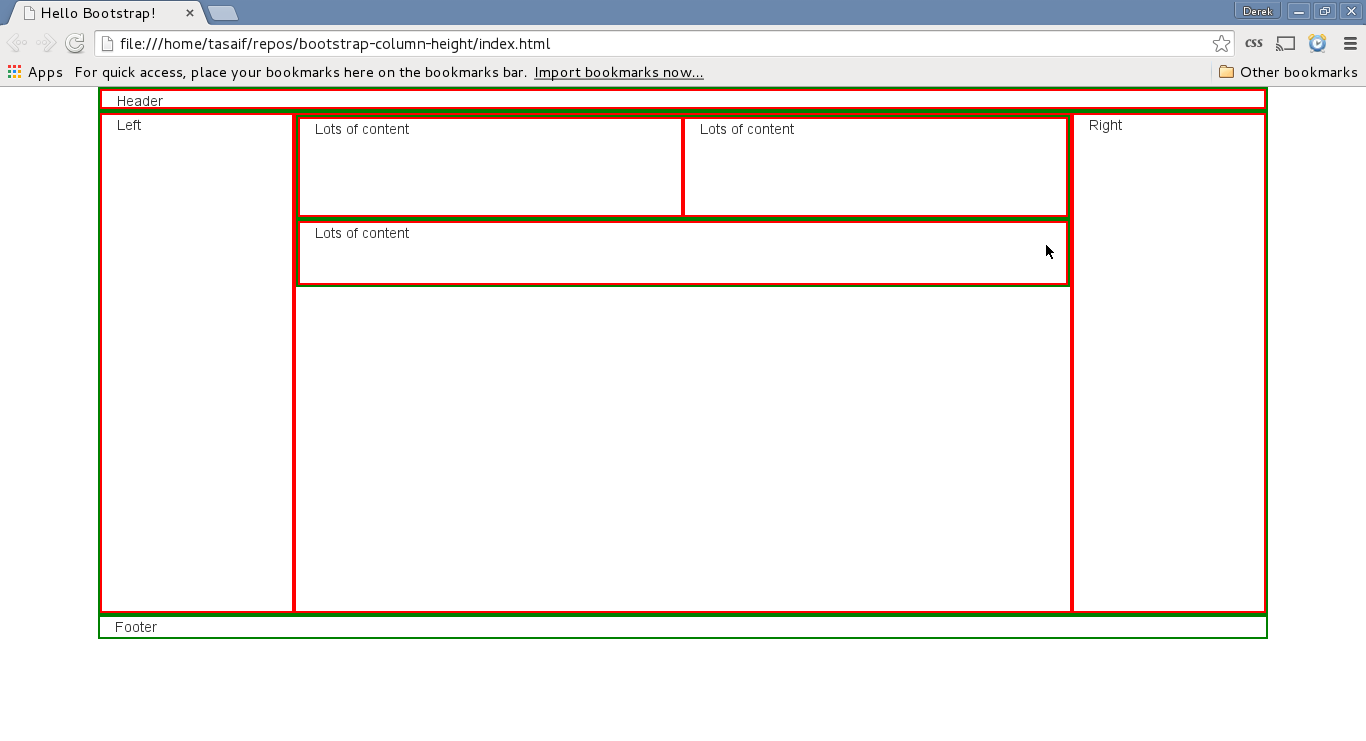 Hello Bootstrap!
Derek
file:///home/tasaif/repos/bootstrap-column-height/index.html
css
Apps For quick access, place your bookmarks here on the bookmarks bar. Import bookmarks now... Other bookmarks
Header
Left
Lots of content
Lots of content
Right
Lots of content
Footer